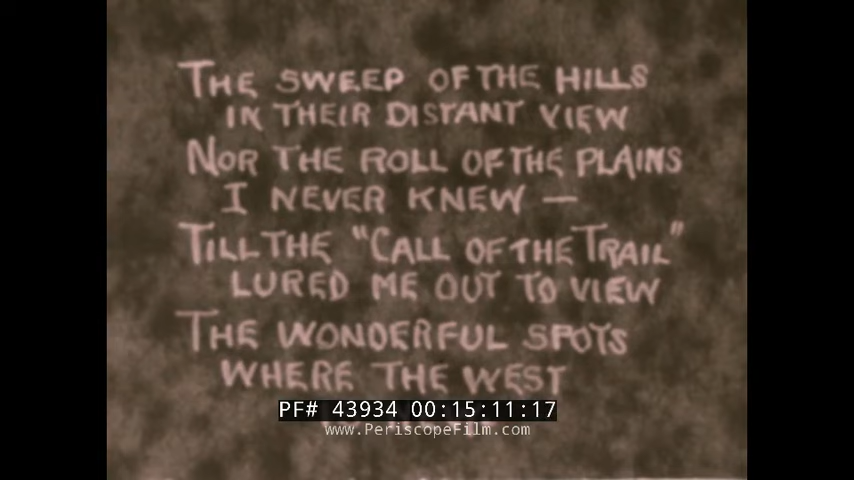 THE SWEEP OF THE HILLS
IN THEIR DISTANT VIEW
NOR THE ROLL OF THE PLAINS
I NEVER KNEW —
TILL THE "CALL OF THE TRAIL"
LURED ME OUT TO VIEW
THE WONDERFUL SPOTS
WHERE THE WEST
PF# 43934 00:15:11:17
www.PeriscopeFilm.com